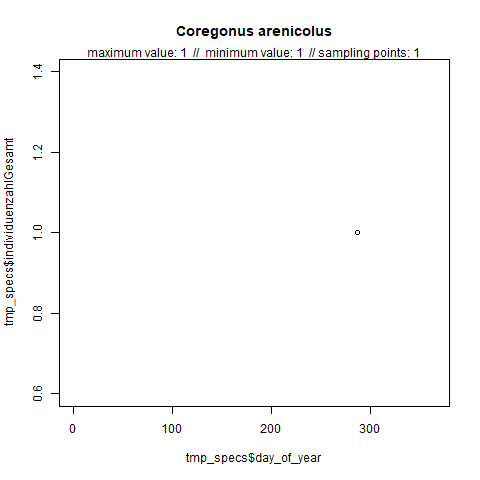 Coregonus arenicolus
maximum value: 1 // minimum value: 1 // sampling points: 1
tmp_specs$individuenzahlGesamt
1.4
1.2
1.0
0.8
0.6
0 100 200 300
tmp_specs$day_of_year